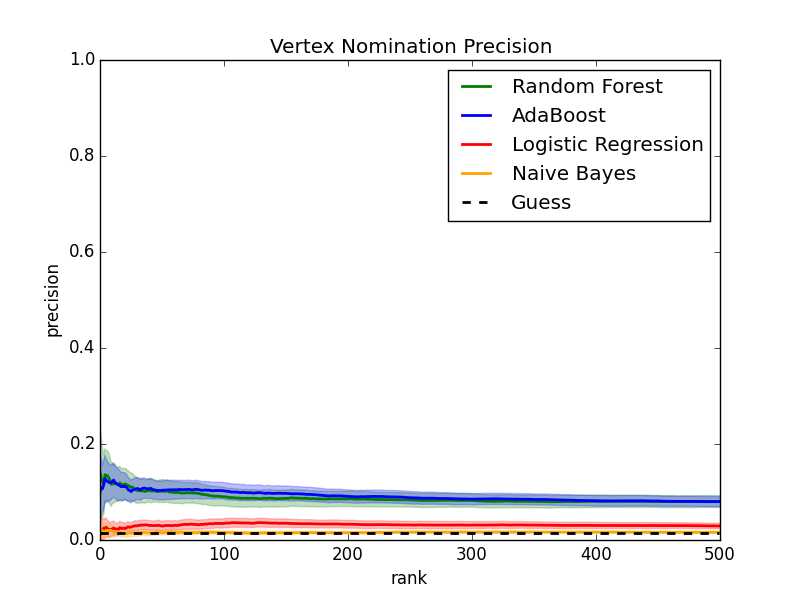 Vertex Nomination Precision
1.0
0.8
0.6
0.4
0.2
0.0
precision
Random Forest
AdaBoost
Logistic Regression
Naive Bayes
Guess
0 100 200 300 400 500
rank